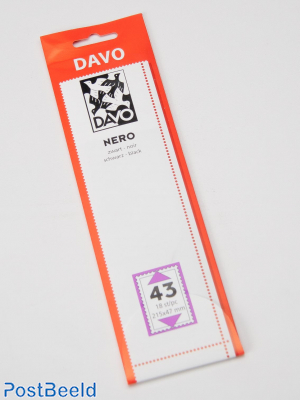 DAVO
DAVO
NERO
zwart · noir
schwarz · black
43
18 strips
215x47 mm
PostBeeld